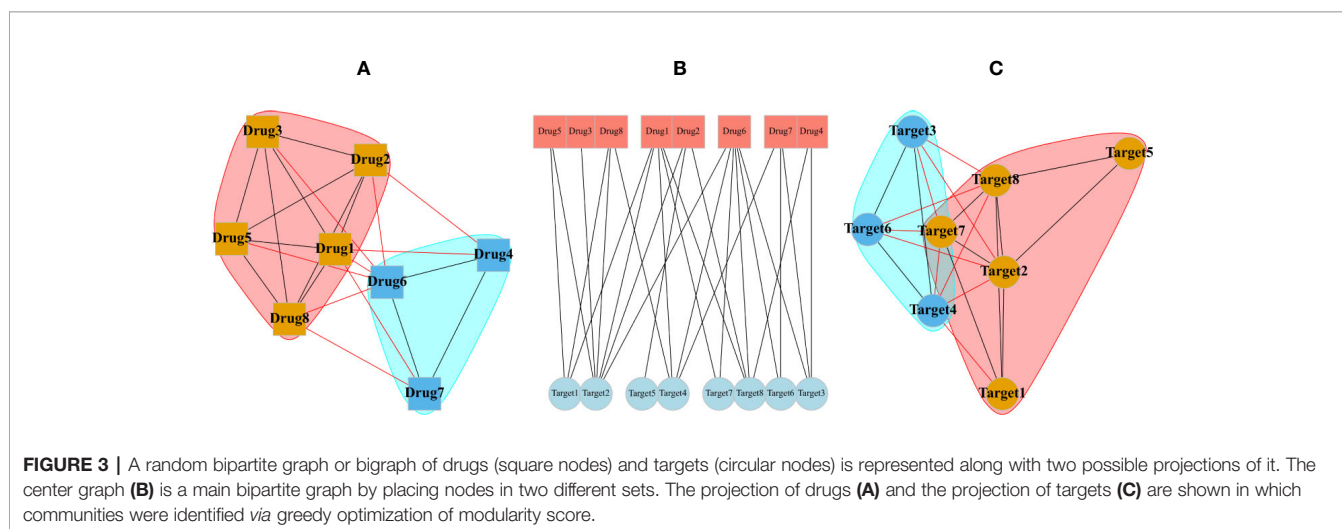 A B C
Drug3
Drug2
Drug5
Drug1
Drug4
Drug6
Drug8
Drug7
Drug5 Drug3 Drug8 Drug1 Drug2 Drug6 Drug7 Drug4
Target1 Target2 Target5 Target4 Target7 Target8 Target6 Target3
Target3
Target5
Target8
Target6
Target7
Target2
Target4
Target1
FIGURE 3 | A random bipartite graph or bigraph of drugs (square nodes) and targets (circular nodes) is represented along with two possible projections of it. The
center graph (B) is a main bipartite graph by placing nodes in two different sets. The projection of drugs (A) and the projection of targets (C) are shown in which
communities were identified via greedy optimization of modularity score.